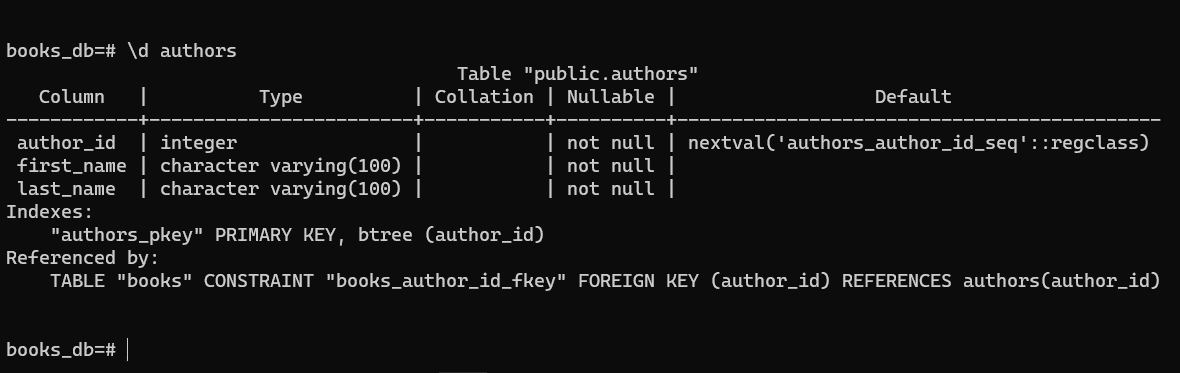 books_db=# \d authors
                                         Table "public.authors"
   Column   |          Type          | Collation | Nullable |                  Default
------------+------------------------+-----------+----------+--------------------------------------------
 author_id  | integer                |           | not null | nextval('authors_author_id_seq'::regclass)
 first_name | character varying(100) |           | not null |
 last_name  | character varying(100) |           | not null |
Indexes:
    "authors_pkey" PRIMARY KEY, btree (author_id)
Referenced by:
    TABLE "books" CONSTRAINT "books_author_id_fkey" FOREIGN KEY (author_id) REFERENCES authors(author_id)
books_db=#